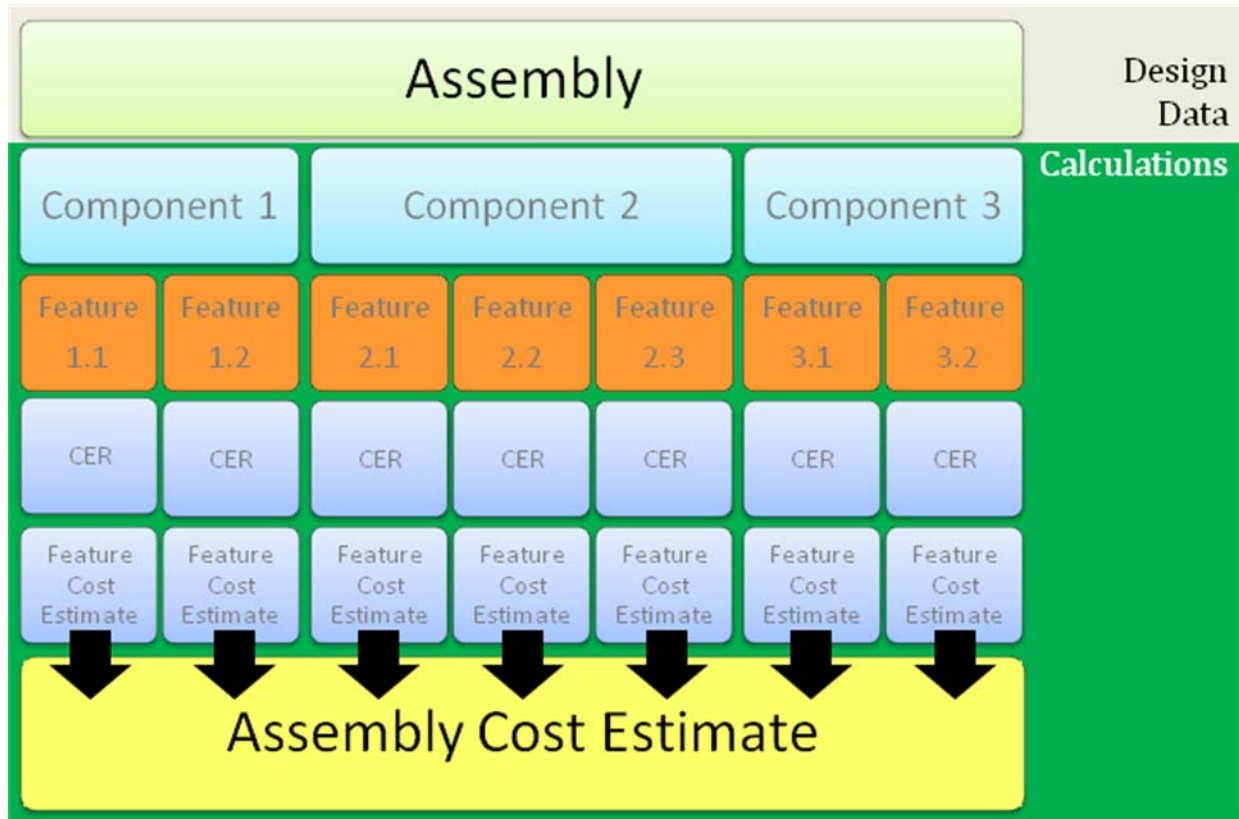 Assembly
Design
Data
Calculations
Component 1
Component 2
Component 3
Feature
1.1
Feature
1.2
Feature
2.1
Feature
2.2
Feature
2.3
Feature
3.1
Feature
3.2
CER
CER
CER
CER
CER
CER
CER
Feature
Cost
Estimate
Feature
Cost
Estimate
Feature
Cost
Estimate
Feature
Cost
Estimate
Feature
Cost
Estimate
Feature
Cost
Estimate
Feature
Cost
Estimate
Assembly Cost Estimate